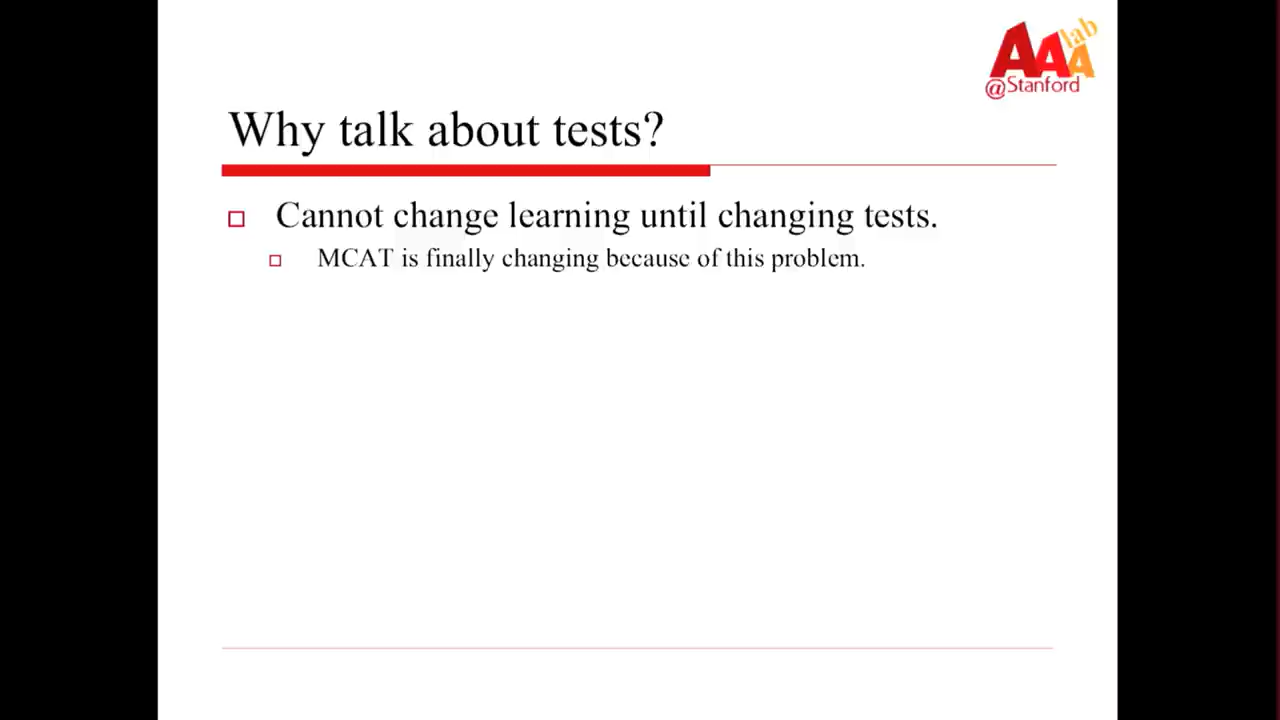 AAA lab
@Stanford
Why talk about tests?
Cannot change learning until changing tests.
MCAT is finally changing because of this problem.